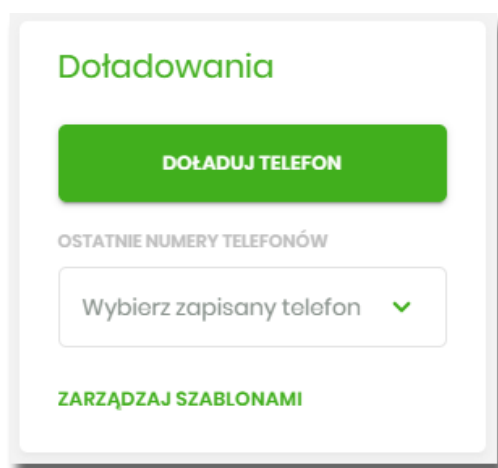 Doładowania
DOŁADUJ TELEFON
OSTATNIE NUMERY TELEFONÓW
Wybierz zapisany telefon
ZARZĄDZAJ SZABLONAMI